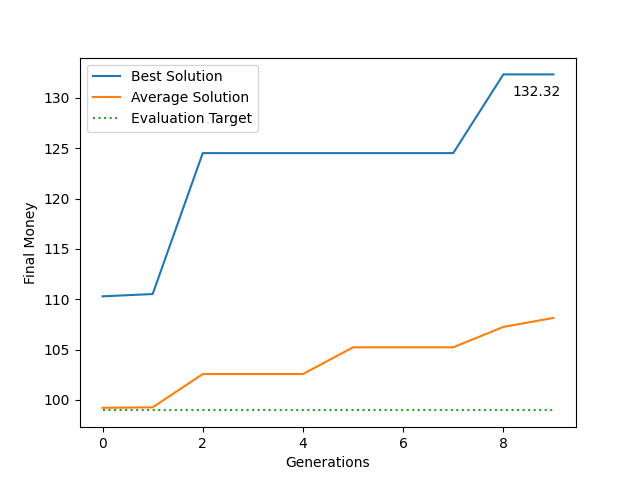 Best Solution
Average Solution
Evaluation Target
132.32
Final Money
130
125
120
115
110
105
100
0
2
4
6
8
Generations